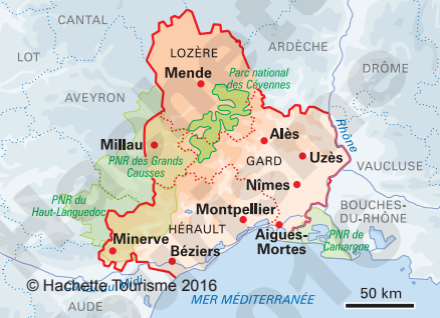 CANTAL
LOZÈRE
ARDÈCHE
LOT
Mende
Parc national
des Cévennes
DRÔME
AVEYRON
Millau
Alès
Rhône
PNR des Grands
Causses
GARD
Uzès
VAUCLUSE
Nîmes
PNR du
Haut-Languedoc
Montpellier
BOUCHES-
DU-RHÔNE
HÉRAULT
Aigues-
Mortes
PNR de
Camargue
Minerve
Béziers
© Hachette Tourisme 2016
MER MÉDITERRANÉE
50 km
AUDE